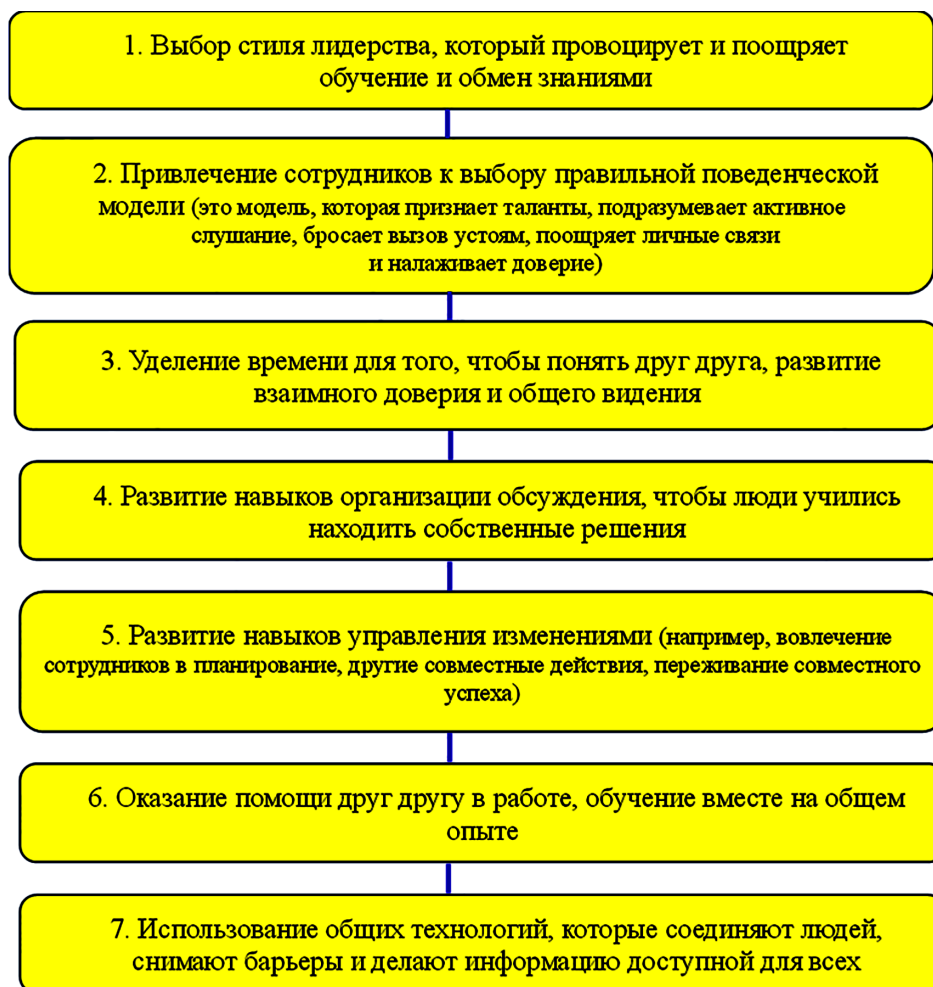 1. Выбор стиля лидерства, который провоцирует и поощряет
обучение и обмен знаниями
2. Привлечение сотрудников к выбору правильной поведенческой
модели (это модель, которая признает таланты, подразумевает активное
слушание, бросает вызов устоям, поощряет личные связи
и налаживает доверие)
3. Уделение времени для того, чтобы понять друг друга, развитие
взаимного доверия и общего видения
4. Развитие навыков организации обсуждения, чтобы люди учились
находить собственные решения
5. Развитие навыков управления изменениями (например, вовлечение
сотрудников в планирование, другие совместные действия, переживание совместного
успеха)
6. Оказание помощи друг другу в работе, обучение вместе на общем
опыте
7. Использование общих технологий, которые соединяют людей,
снимают барьеры и делают информацию доступной для всех